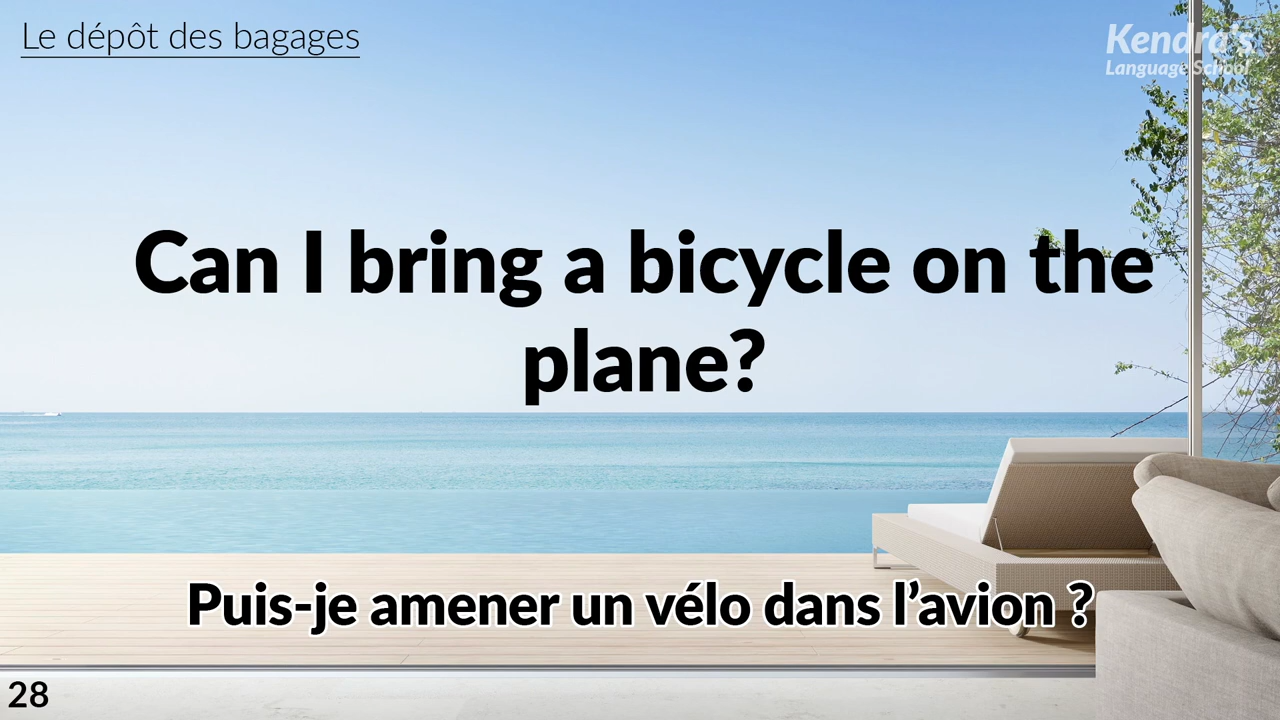 Le dépôt des bagages
Kendra's
Language School
Can I bring a bicycle on the
plane?
Puis-je amener un vélo dans l’avion ?
28